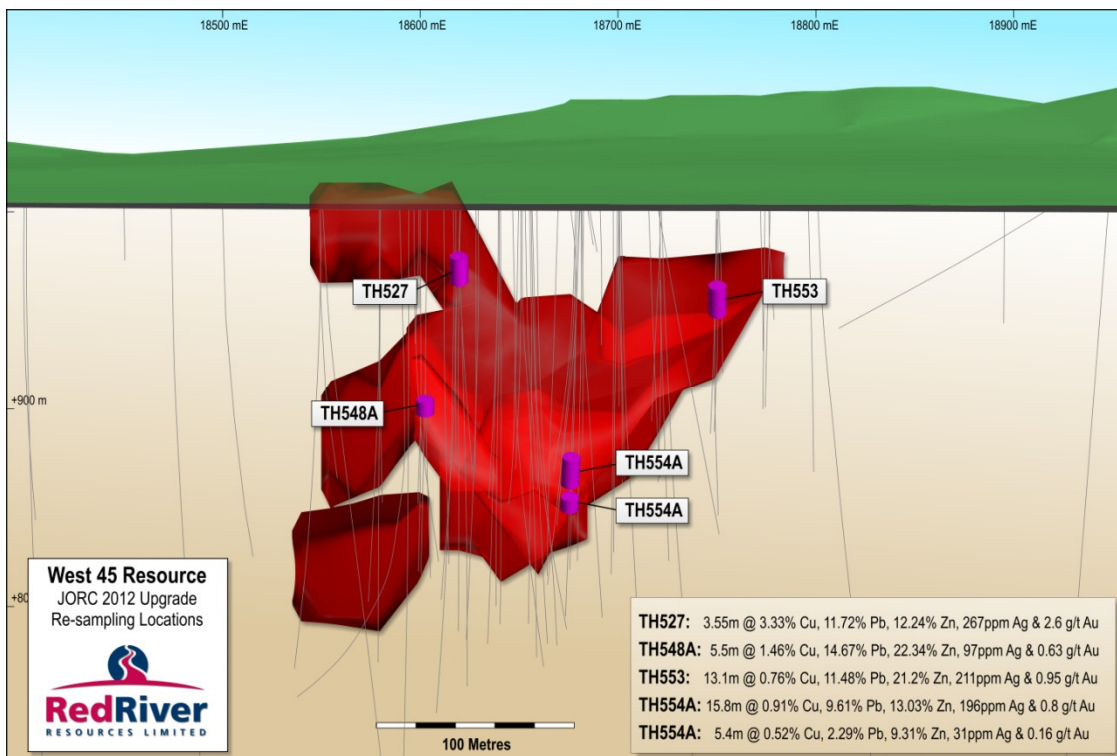 18500 mE 18600 mE 18700 mE 18800 mE 18900 mE
TH527
TH553
+900 m
TH548A
TH554A
TH554A
+80
West 45 Resource
JORC 2012 Upgrade
Re-sampling Locations
RedRiver
RESOURCES LIMITED
100 Metres
TH527: 3.55m @ 3.33% Cu, 11.72% Pb, 12.24% Zn, 267ppm Ag & 2.6 g/t Au
TH548A: 5.5m @ 1.46% Cu, 14.67% Pb, 22.34% Zn, 97ppm Ag & 0.63 g/t Au
TH553: 13.1m @ 0.76% Cu, 11.48% Pb, 21.2% Zn, 211ppm Ag & 0.95 g/t Au
TH554A: 15.8m @ 0.91% Cu, 9.61% Pb, 13.03% Zn, 196ppm Ag & 0.8 g/t Au
TH554A: 5.4m @ 0.52% Cu, 2.29% Pb, 9.31% Zn, 31ppm Ag & 0.16 g/t Au